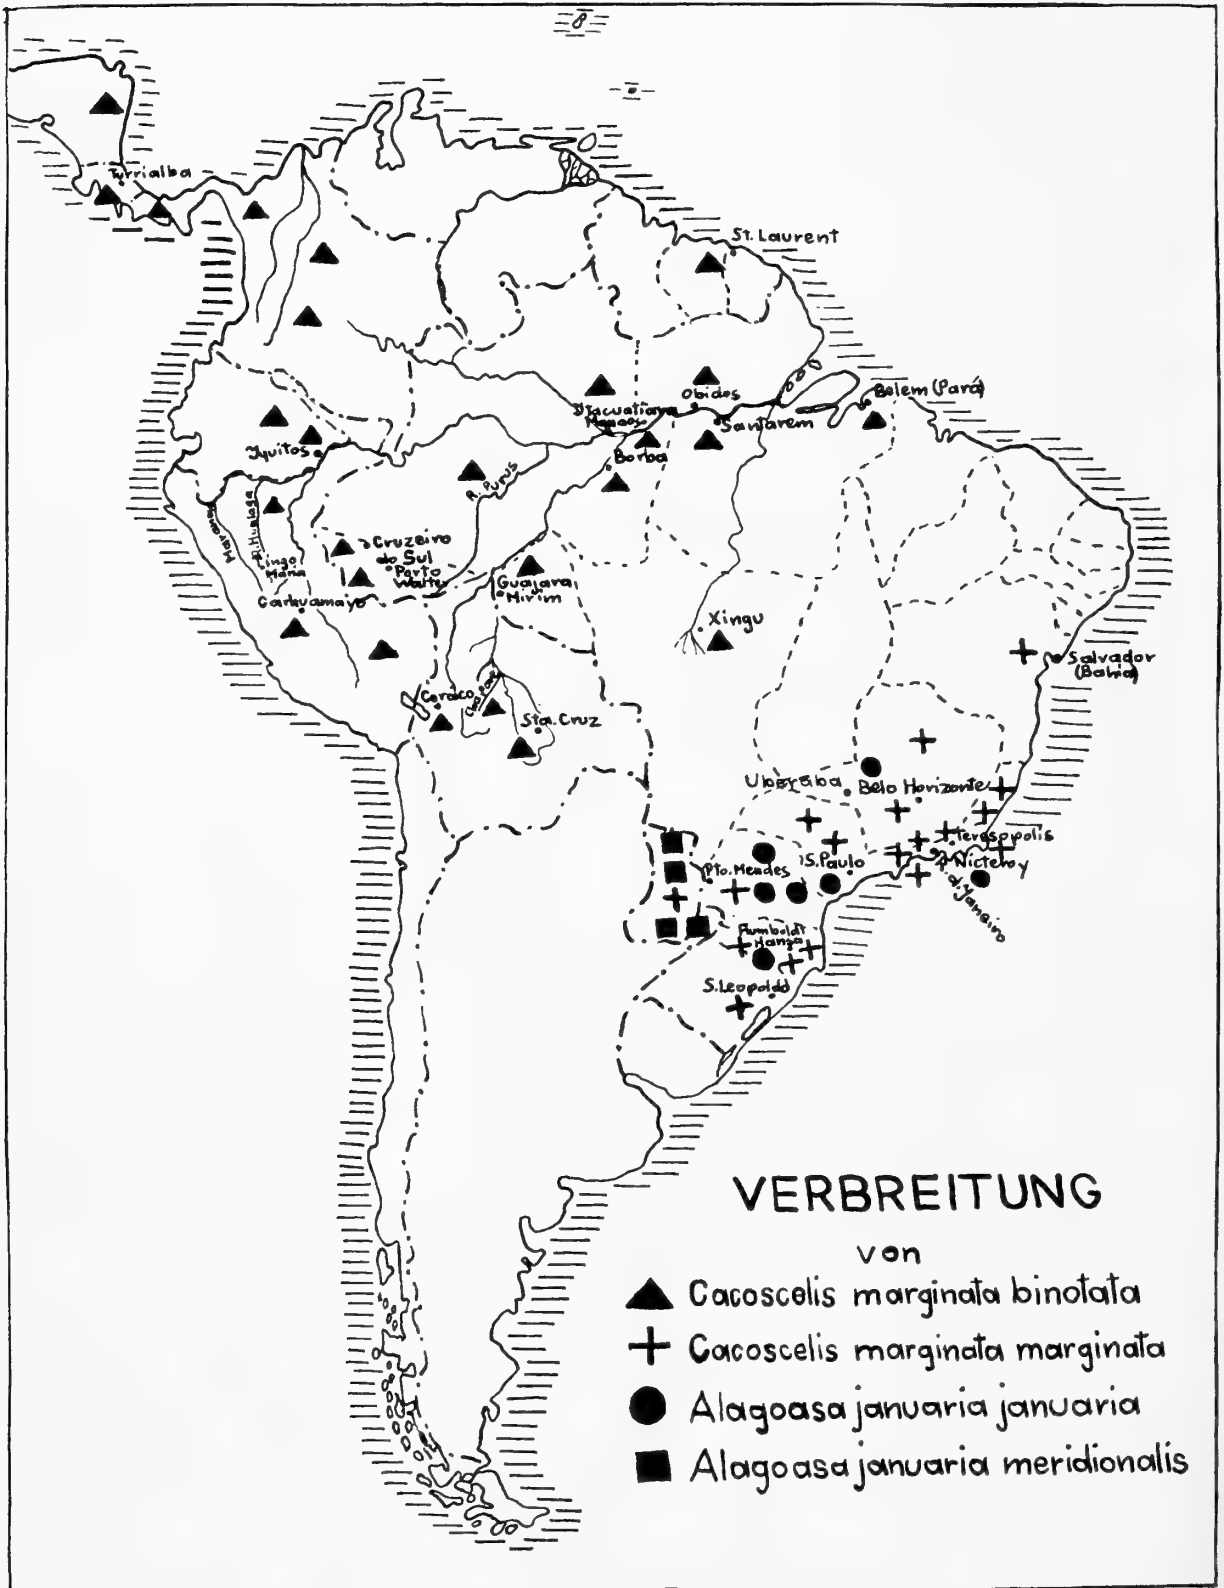 Turrialba
St. Laurent
Obidos
Belem (Pará)
Itacuatiara
Manaos
Santarem
Borba
Iquitos
R. Purus
R. Huallaga
Cruzeiro
do Sul
Porto
Walter
Tingo
Maria
Guajara
Mirim
Carhuamayo
Xingu
Salvador
(Bahia)
Coroico
Chapare
Sta. Cruz
Uberaba
Belo Horizonte
Teresopolis
S. Paulo
Pto. Mendes
Nicteroy
R. d. Janeiro
Humboldt
Hansa
S. Leopoldo
VERBREITUNG
von
Cacoscelis marginata binotata
Cacoscelis marginata marginata
Alagoasa januaria januaria
Alagoasa januaria meridionalis